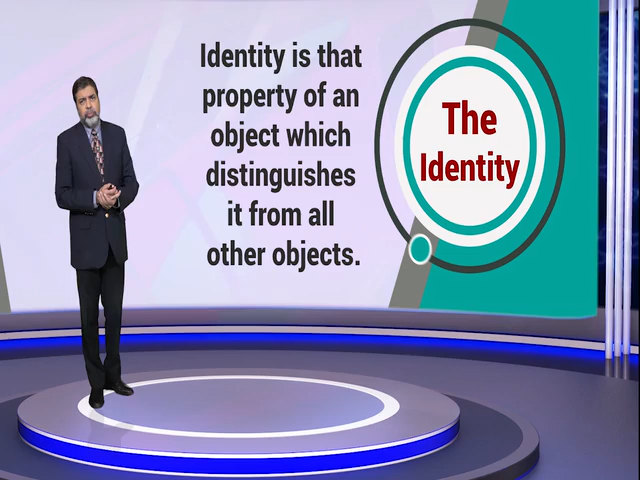 Identity is that
property of an
object which
distinguishes
it from all
other objects.
The
Identity